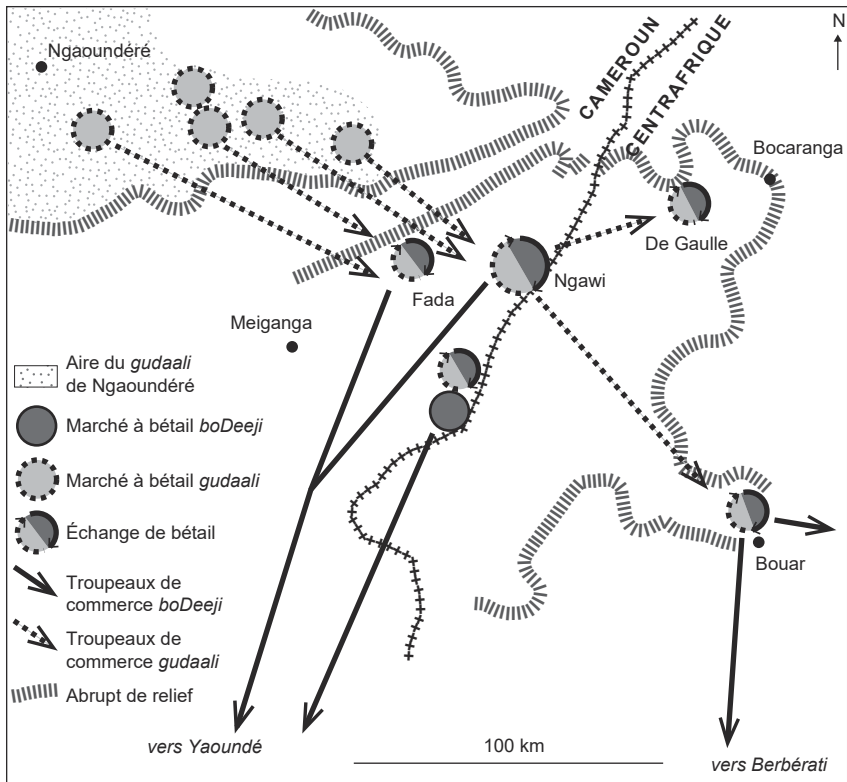 Ngaoundéré
CAMEROUN
CENTRAFRIQUE
N
Bocaranga
De Gaulle
Fada
Ngawi
Meiganga
Aire du gudaali
de Ngaoundéré
Marché à bétail boDeeji
Marché à bétail gudaali
Échange de bétail
Troupeaux de
commerce boDeeji
Troupeaux de
commerce gudaali
Abrupt de relief
Bouar
vers Yaoundé
100 km
vers Berbérati